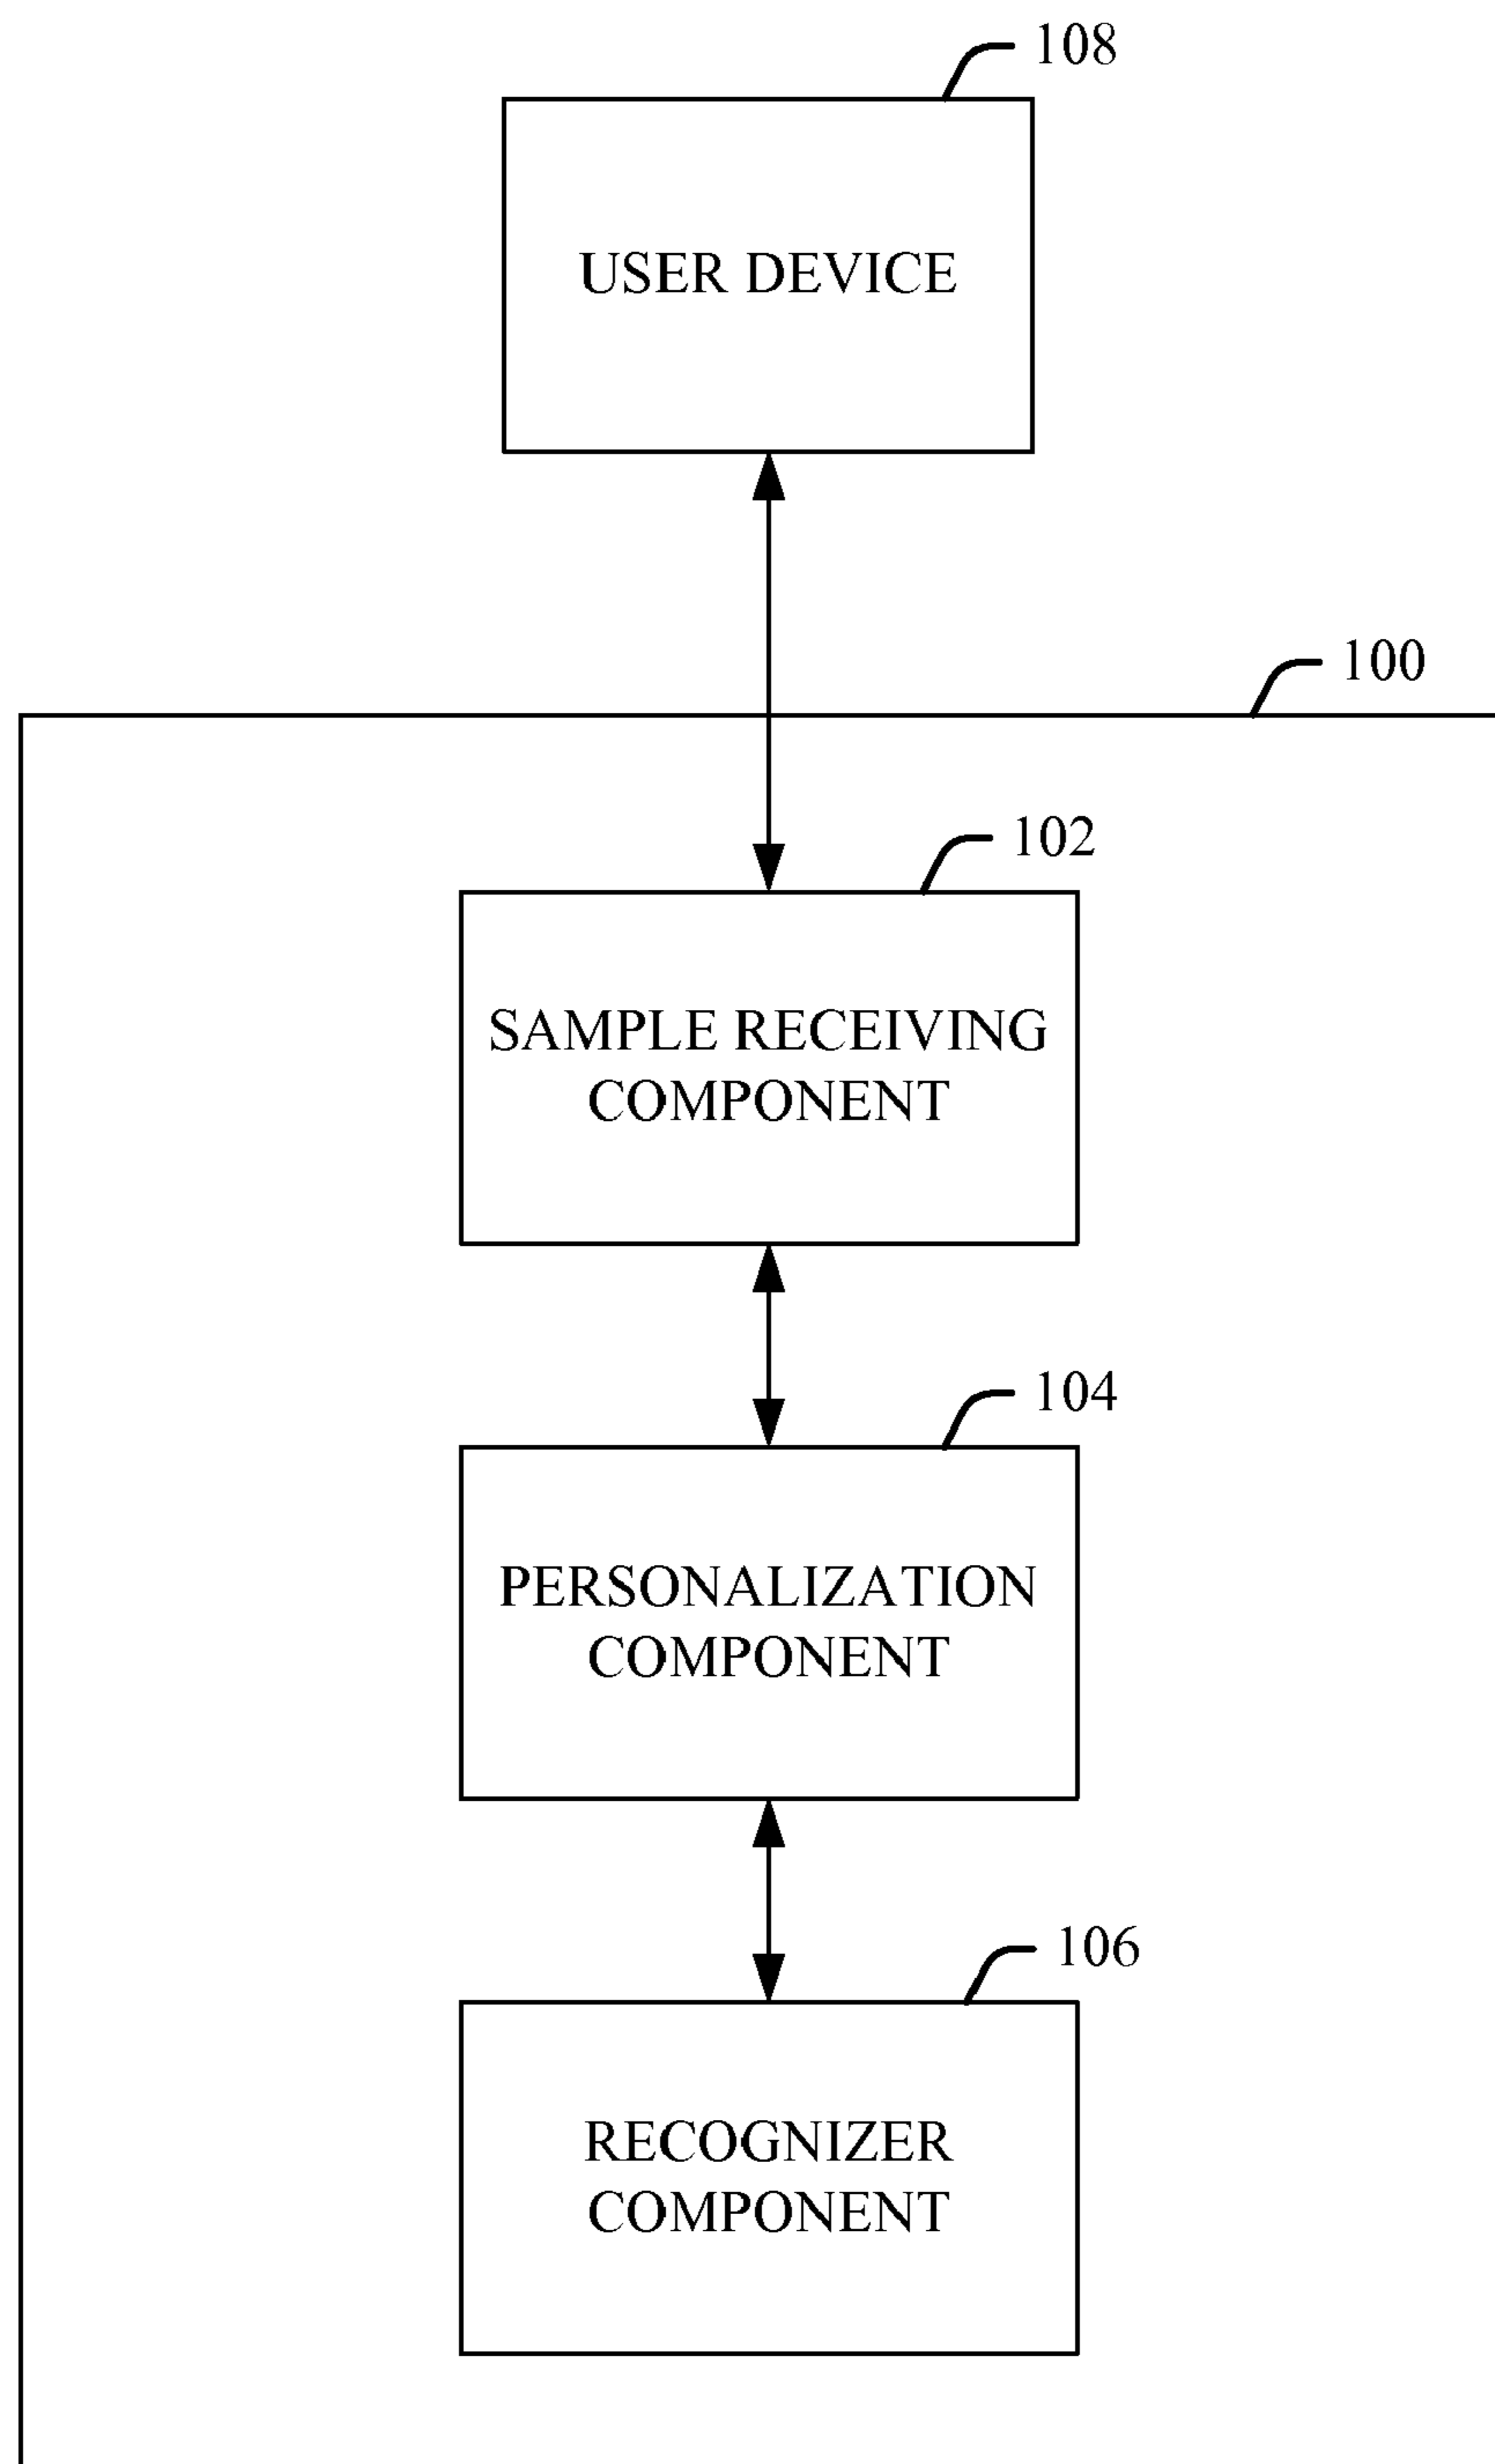 108
USER DEVICE
100
102
SAMPLE RECEIVING
COMPONENT
104
PERSONALIZATION
COMPONENT
106
RECOGNIZER
COMPONENT